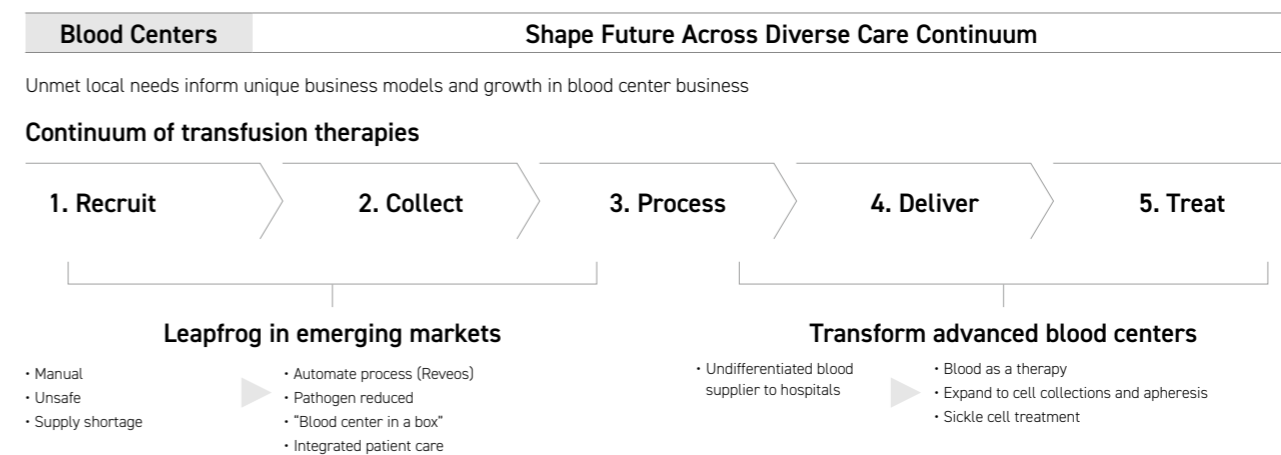 Blood Centers
Shape Future Across Diverse Care Continuum
Unmet local needs inform unique business models and growth in blood center business
Continuum of transfusion therapies
1. Recruit
2. Collect
3. Process
4. Deliver
5. Treat
Leapfrog in emerging markets
・Manual
・Unsafe
・Supply shortage
・Automate process (Reveos)
・Pathogen reduced
・"Blood center in a box"
・Integrated patient care
Transform advanced blood centers
・Undifferentiated blood
supplier to hospitals
・Blood as a therapy
・Expand to cell collections and apheresis
・Sickle cell treatment